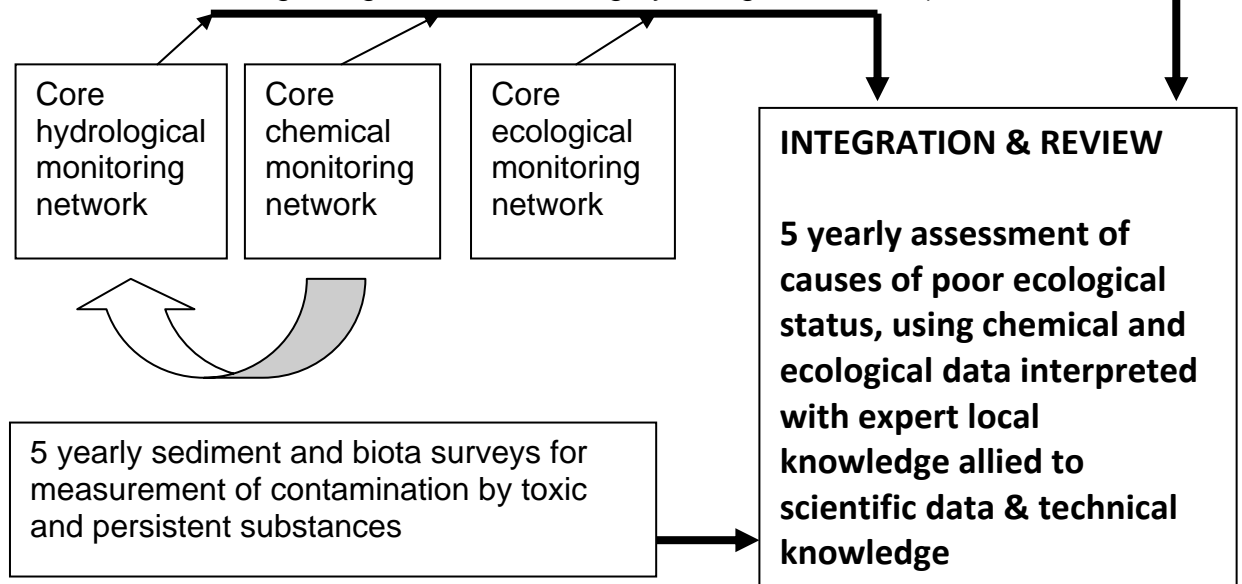 Core
hydrological
monitoring
network
Core
chemical
monitoring
network
Core
ecological
monitoring
network
INTEGRATION & REVIEW
5 yearly assessment of
causes of poor ecological
status, using chemical and
ecological data interpreted
with expert local
knowledge allied to
scientific data & technical
knowledge
5 yearly sediment and biota surveys for
measurement of contamination by toxic
and persistent substances